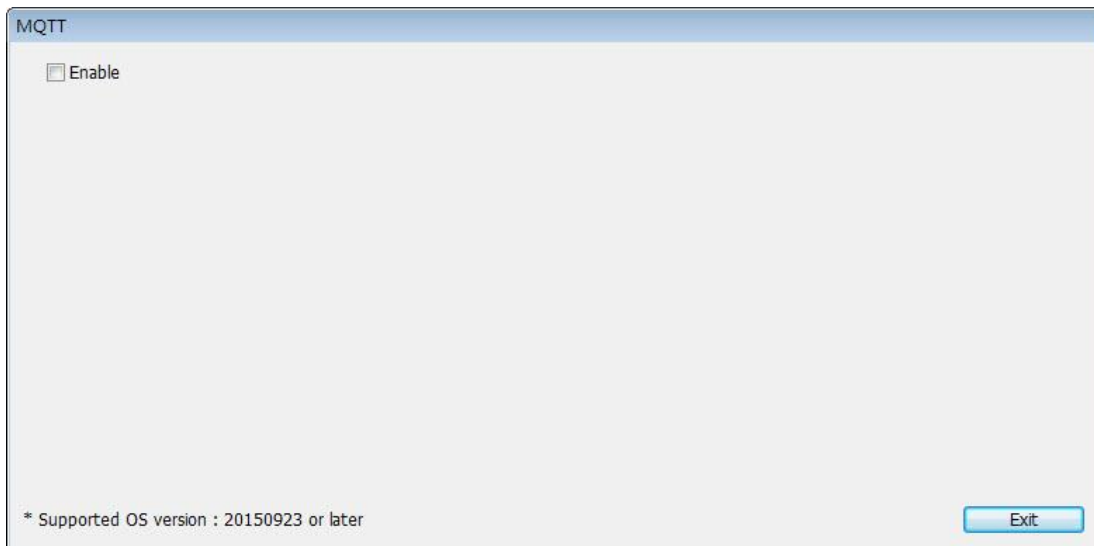 MQTT
Enable
* Supported OS version : 20150923 or later
Exit